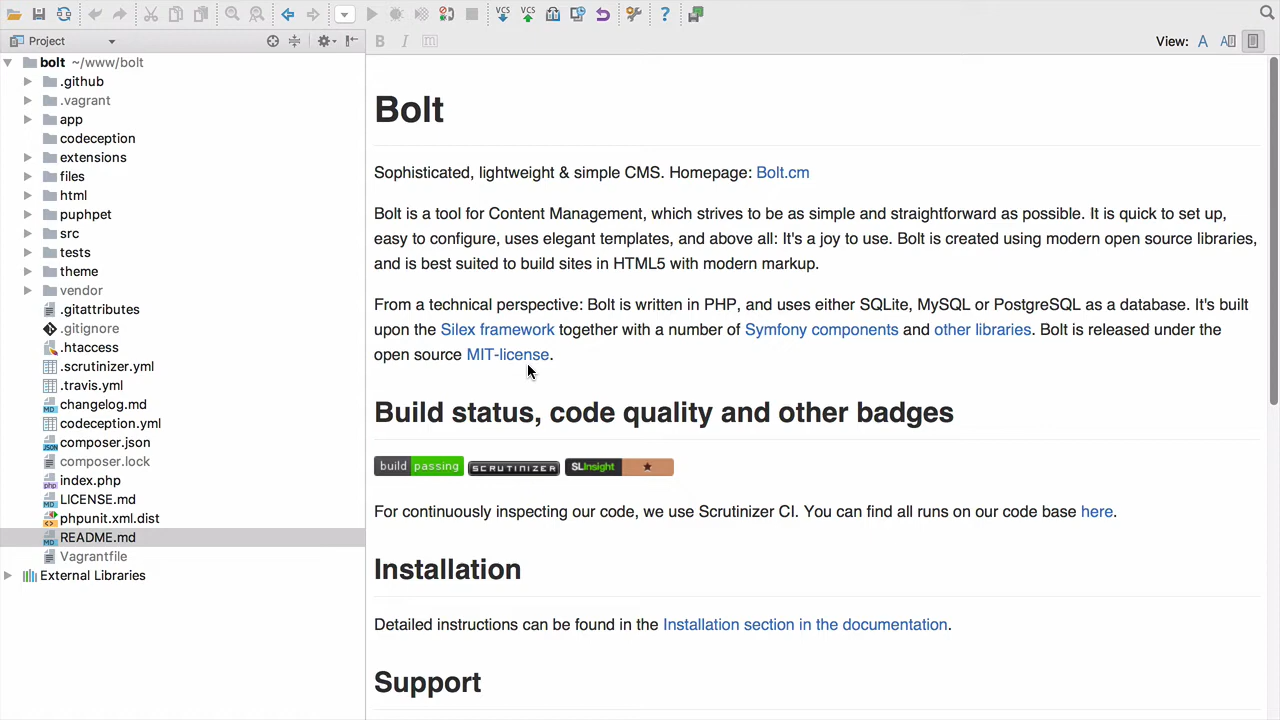 Project
View:
bolt ~/www/bolt
.github
.vagrant
app
codeception
extensions
files
html
puphpet
src
tests
theme
vendor
.gitattributes
.gitignore
.htaccess
.scrutinizer.yml
.travis.yml
changelog.md
codeception.yml
composer.json
composer.lock
index.php
LICENSE.md
phpunit.xml.dist
README.md
Vagrantfile
External Libraries
Bolt
Sophisticated, lightweight & simple CMS. Homepage: Bolt.cm
Bolt is a tool for Content Management, which strives to be as simple and straightforward as possible. It is quick to set up,
easy to configure, uses elegant templates, and above all: It's a joy to use. Bolt is created using modern open source libraries,
and is best suited to build sites in HTML5 with modern markup.
From a technical perspective: Bolt is written in PHP, and uses either SQLite, MySQL or PostgreSQL as a database. It's built
upon the Silex framework together with a number of Symfony components and other libraries. Bolt is released under the
open source MIT-license.
Build status, code quality and other badges
build passing SCRUTINIZER SLInsight
For continuously inspecting our code, we use Scrutinizer CI. You can find all runs on our code base here.
Installation
Detailed instructions can be found in the Installation section in the documentation.
Support